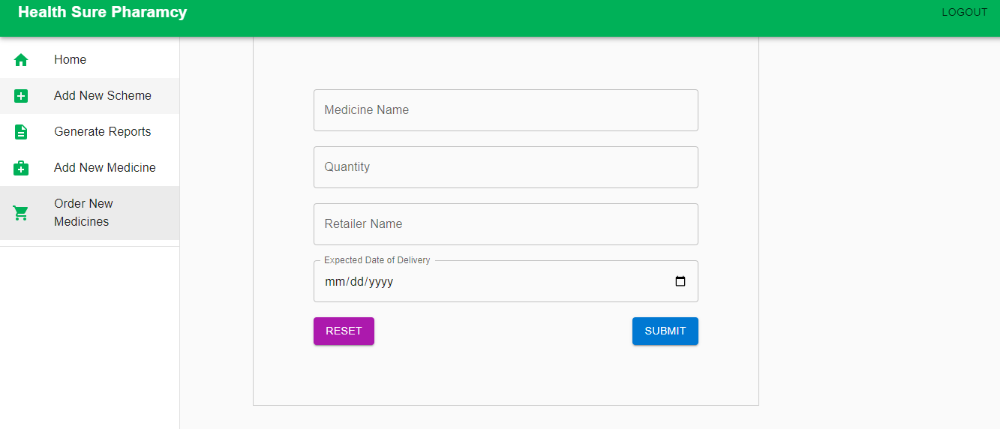 Health Sure Pharamcy
LOGOUT
Home
Add New Scheme
Generate Reports
Add New Medicine
Order New
Medicines
Medicine Name
Quantity
Retailer Name
Expected Date of Delivery
mm/dd/yyyy
RESET
SUBMIT